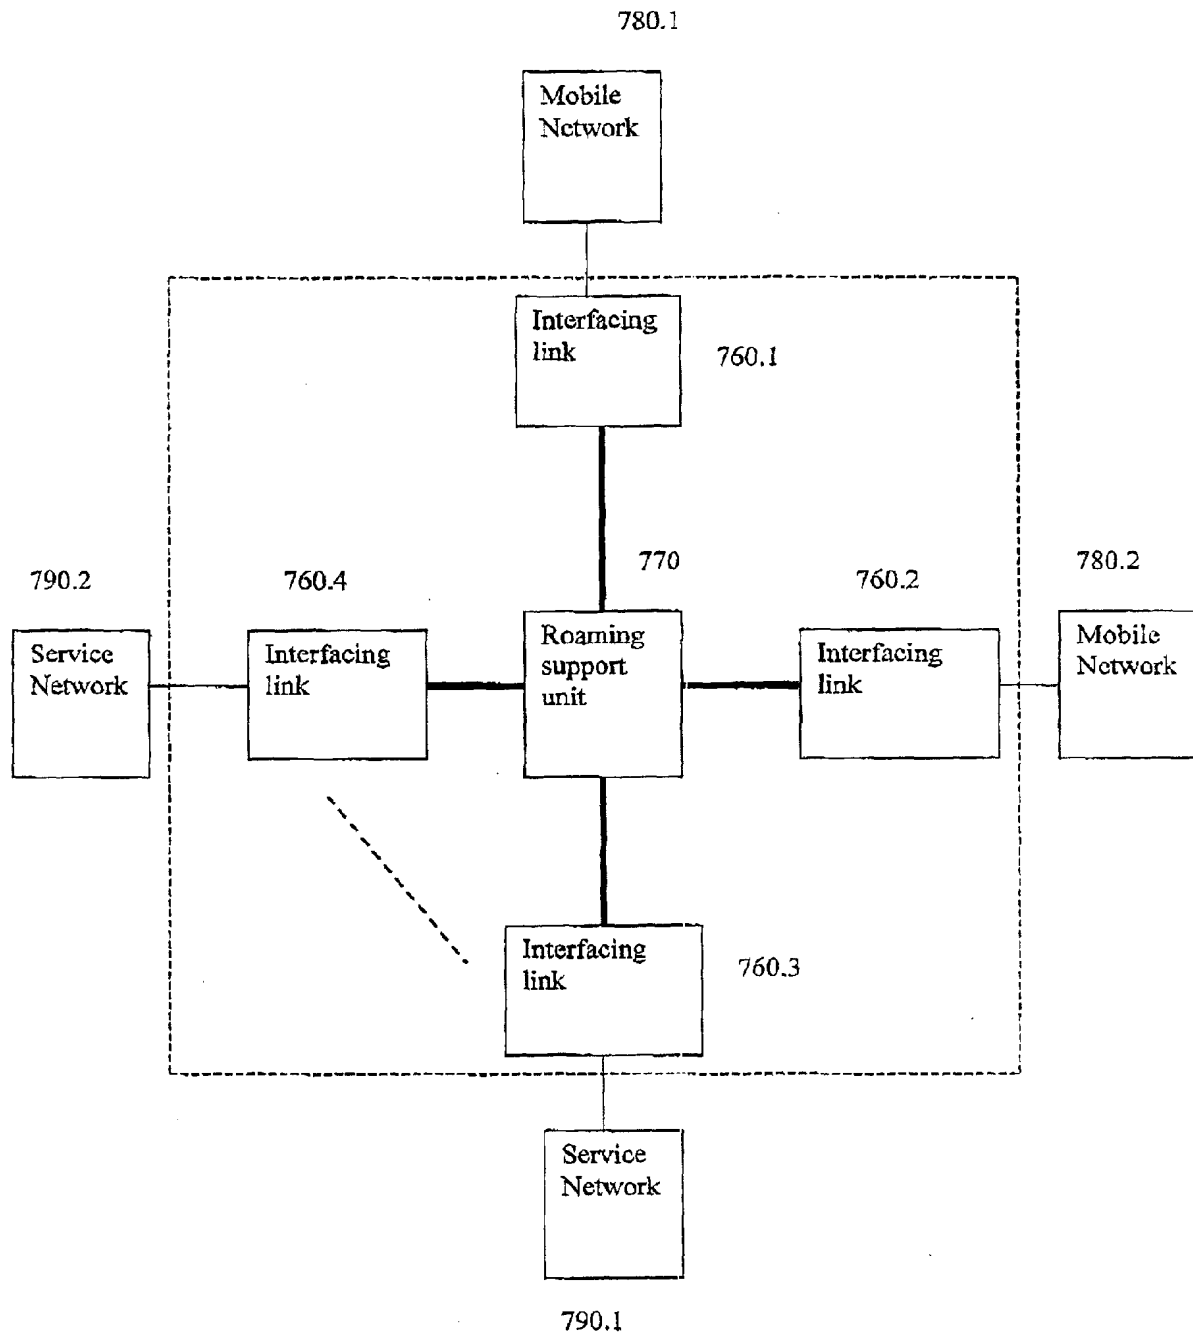 780.1
Mobile
Network
Interfacing
link
760.1
790.2
760.4
770
760.2
780.2
Service
Network
Interfacing
link
Roaming
support
unit
Interfacing
link
Mobile
Network
Interfacing
link
760.3
Service
Network
790.1